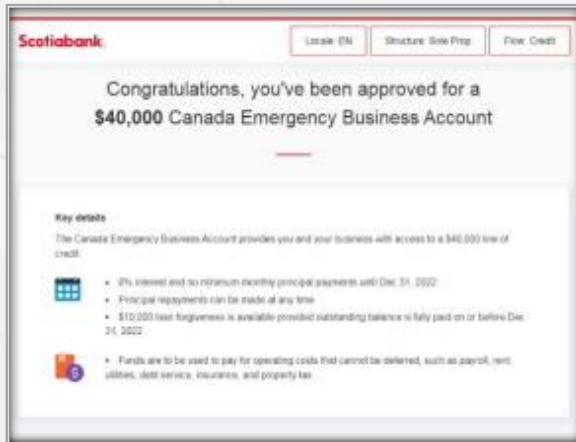 Scotiabank
Locale: EN
Structure: Sole Prop
Flow: Credit
Congratulations, you've been approved for a
$40,000 Canada Emergency Business Account
Key details
The Canada Emergency Business Account provides you and your business with access to a $40,000 line of
credit
• 0% interest and no minimum monthly principal payments until Dec 31, 2022
• Principal repayments can be made at any time
• $10,000 loan forgiveness is available provided outstanding balance is fully paid on or before Dec
31, 2022
• Funds are to be used to pay for operating costs that cannot be deferred, such as payroll, rent,
utilities, debt service, insurance, and property tax